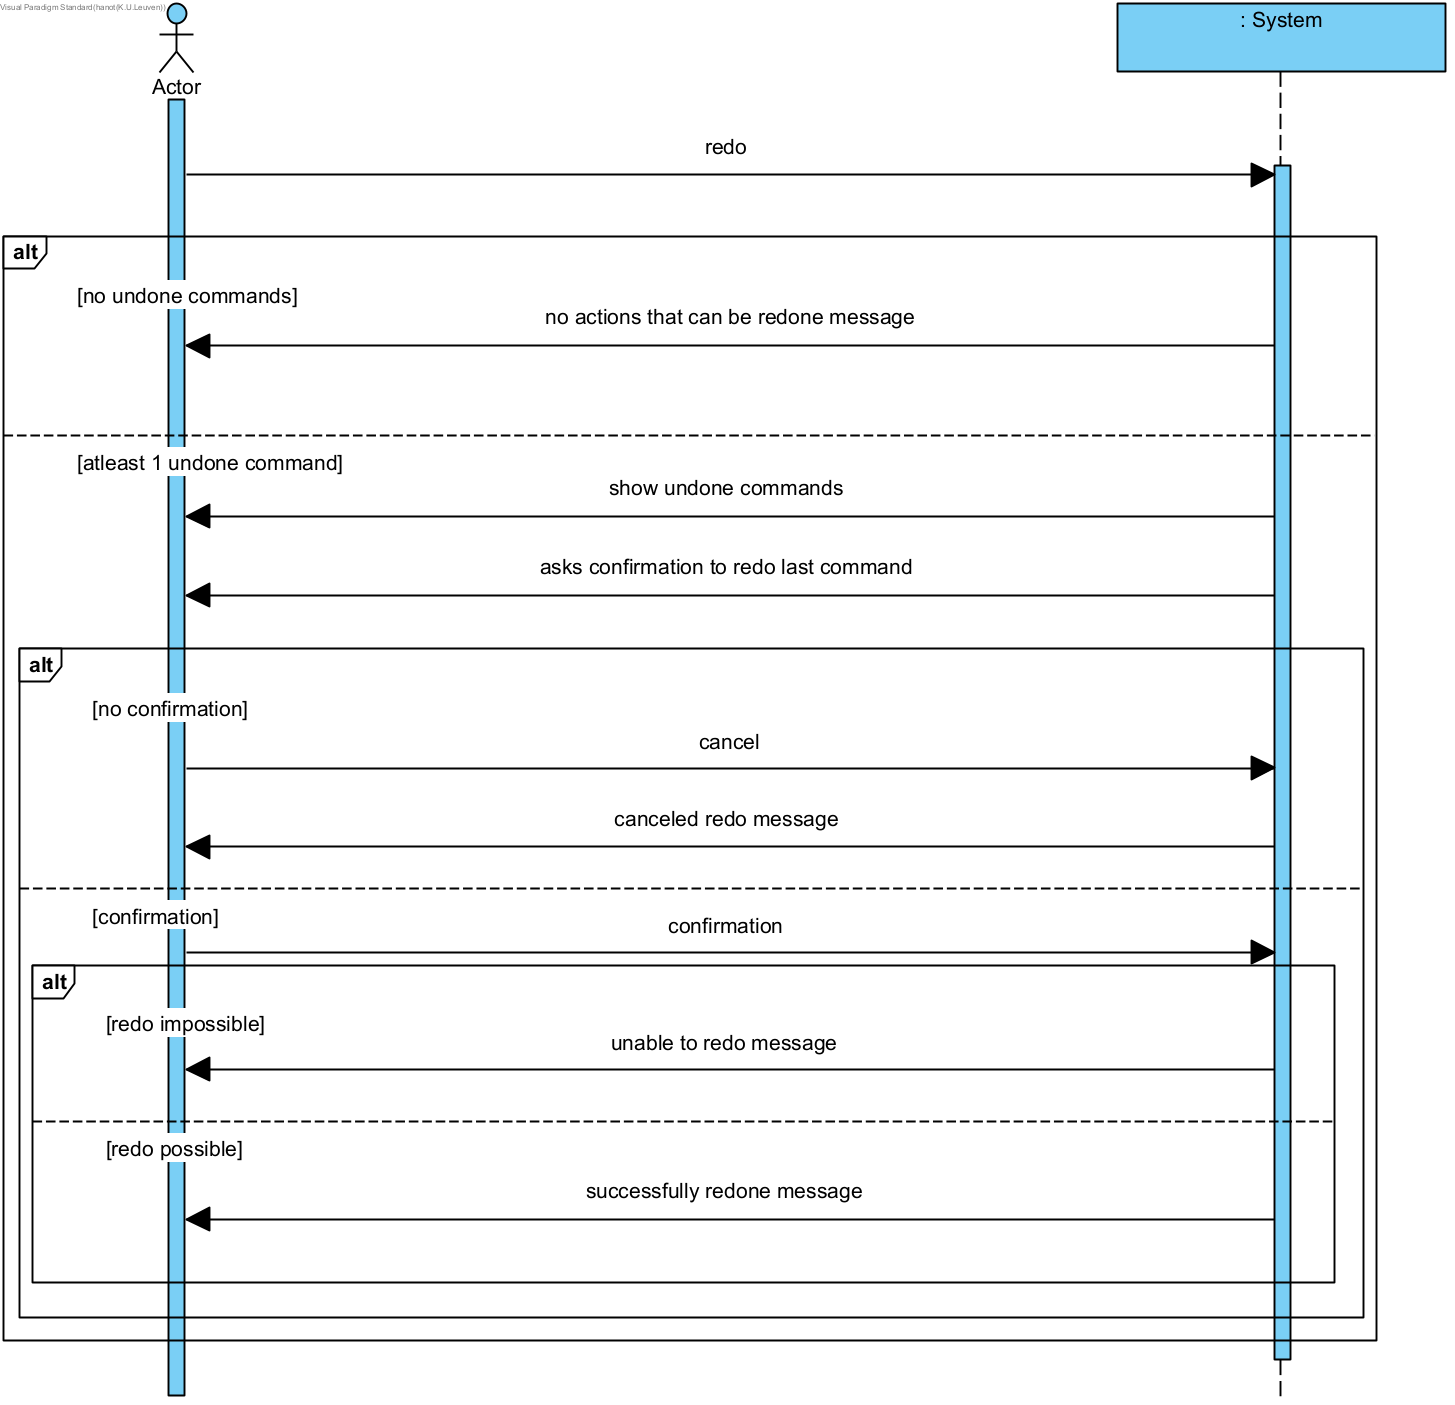 Visual Paradigm Standard(hanot(K.U.Leuven))
: System
Actor
redo
alt
[no undone commands]
no actions that can be redone message
[atleast 1 undone command]
show undone commands
asks confirmation to redo last command
alt
[no confirmation]
cancel
canceled redo message
[confirmation]
confirmation
alt
[redo impossible]
unable to redo message
[redo possible]
successfully redone message